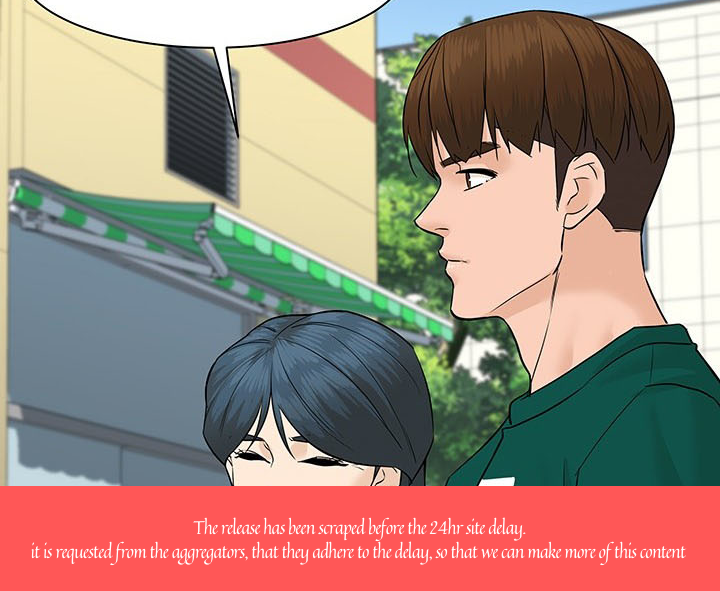 The release has been scraped before the 24hr site delay.
it is requested from the aggregators, that they adhere to the delay, so that we can make more of this content